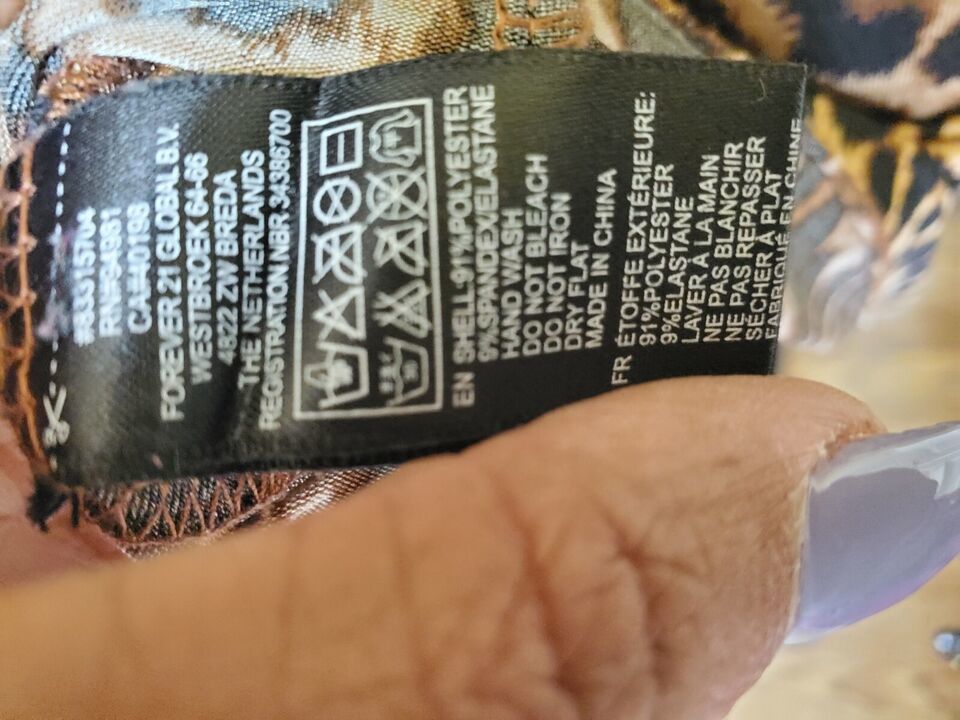 #63315704
RN#94981
CA#40198
FOREVER 21 GLOBAL B.V.
WESTBROEK 64-66
4822 ZW BREDA
THE NETHERLANDS
REGISTRATION NBR 34386700
EN SHELL:91%POLYESTER
9%SPANDEX/ELASTANE
HAND WASH
DO NOT BLEACH
DO NOT IRON
DRY FLAT
MADE IN CHINA
FR ÉTOFFE EXTÉRIEURE:
91%POLYESTER
9%ELASTANE
LAVER À LA MAIN
NE PAS BLANCHIR
NE PAS REPASSER
SÉCHER À PLAT
FABRIQUÉ EN CHINE